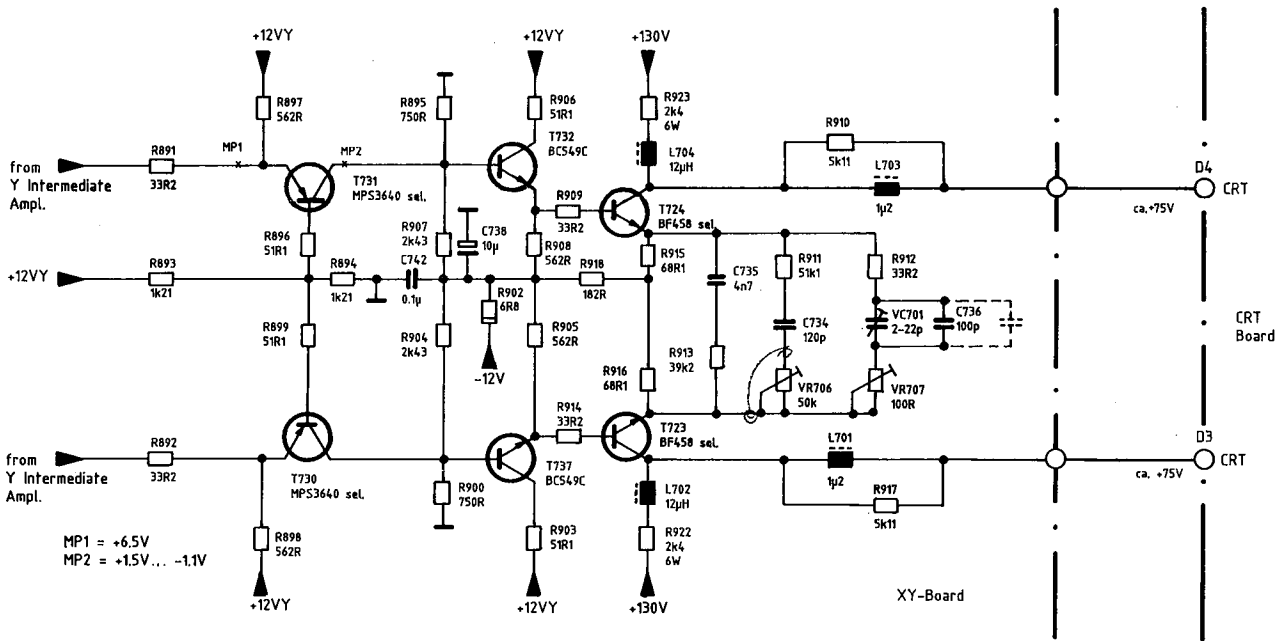 +12VY
+12VY
+130V
R897
562R
R895
750R
R906
51R1
R923
2k4
6W
R910
5k11
MP1
MP2
T732
BC549C
L704
12µH
L703
1µ2
from
Y Intermediate
Ampl.
R891
33R2
T731
MPS3640 sel.
R909
33R2
T724
BF458 sel.
D4
CRT
ca.+75V
R896
51R1
R907
2k43
C738
10µ
R908
562R
R915
68R1
R911
51k1
R912
33R2
+12VY
R893
1k21
R894
1k21
C742
0.1µ
R918
182R
C735
4n7
R902
6R8
C734
120p
VC701
2-22p
C736
100p
CRT
Board
R899
51R1
R904
2k43
R905
562R
-12V
R916
68R1
R913
39k2
VR706
50k
VR707
100R
from
Y Intermediate
Ampl.
R892
33R2
T730
MPS3640 sel.
R914
33R2
T723
BF458 sel.
T737
BC549C
L701
1µ2
D3
CRT
ca. +75V
R900
750R
L702
12µH
R917
5k11
MP1 = +6.5V
MP2 = +1.5V... -1.1V
R898
562R
R903
51R1
R922
2k4
6W
+12VY
+12VY
+130V
XY-Board